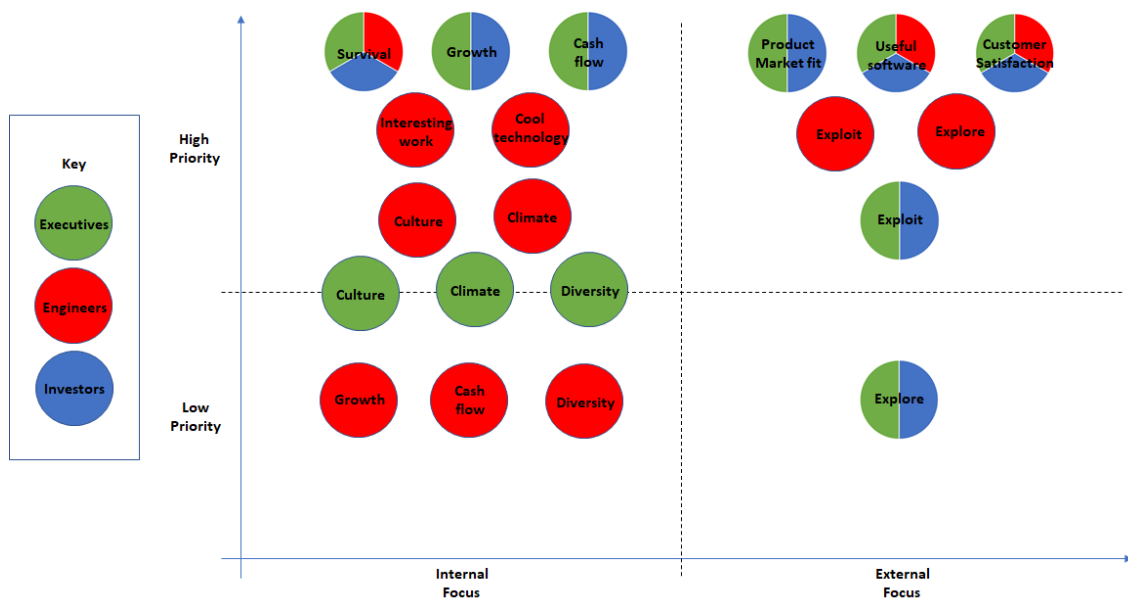 Survival
Growth
Cash
flow
Product
Market fit
Useful
software
Customer
Satisfaction
Interesting
work
Cool
technology
Exploit
Explore
High
Priority
Key
Executives
Culture
Climate
Exploit
Culture
Climate
Diversity
Engineers
Investors
Low
Priority
Growth
Cash
flow
Diversity
Explore
Internal
Focus
External
Focus